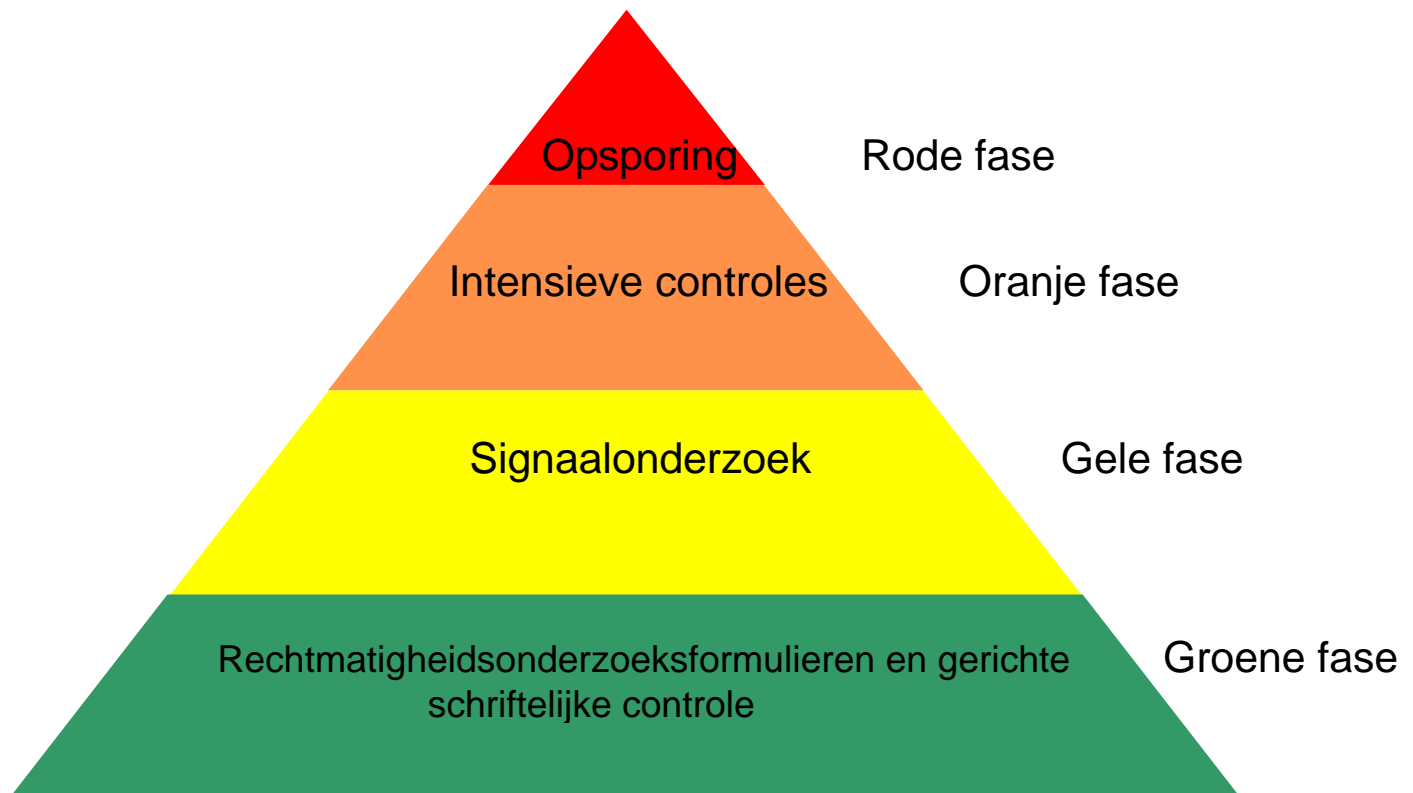 Opsporing Rode fase
Intensieve controles Oranje fase
Signaalonderzoek Gele fase
Rechtmatigheidsonderzoeksformulieren en gerichte Groene fase
schriftelijke controle